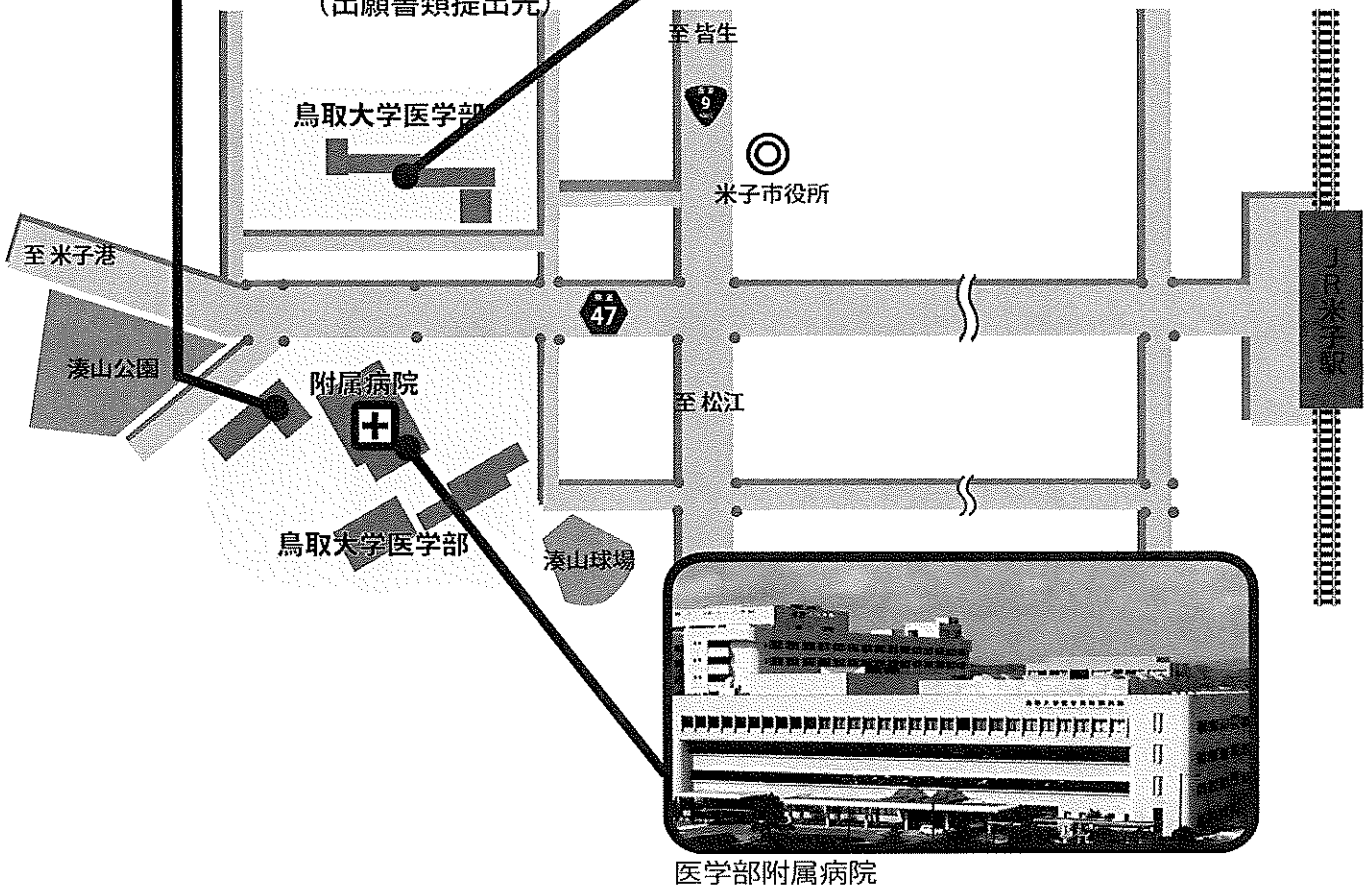 (出願書類提出先)
至 皆生
9
鳥取大学医学部
米子市役所
至 米子港
47
JR米子駅
湊山公園
附属病院
至 松江
鳥取大学医学部
湊山球場
医学部附属病院